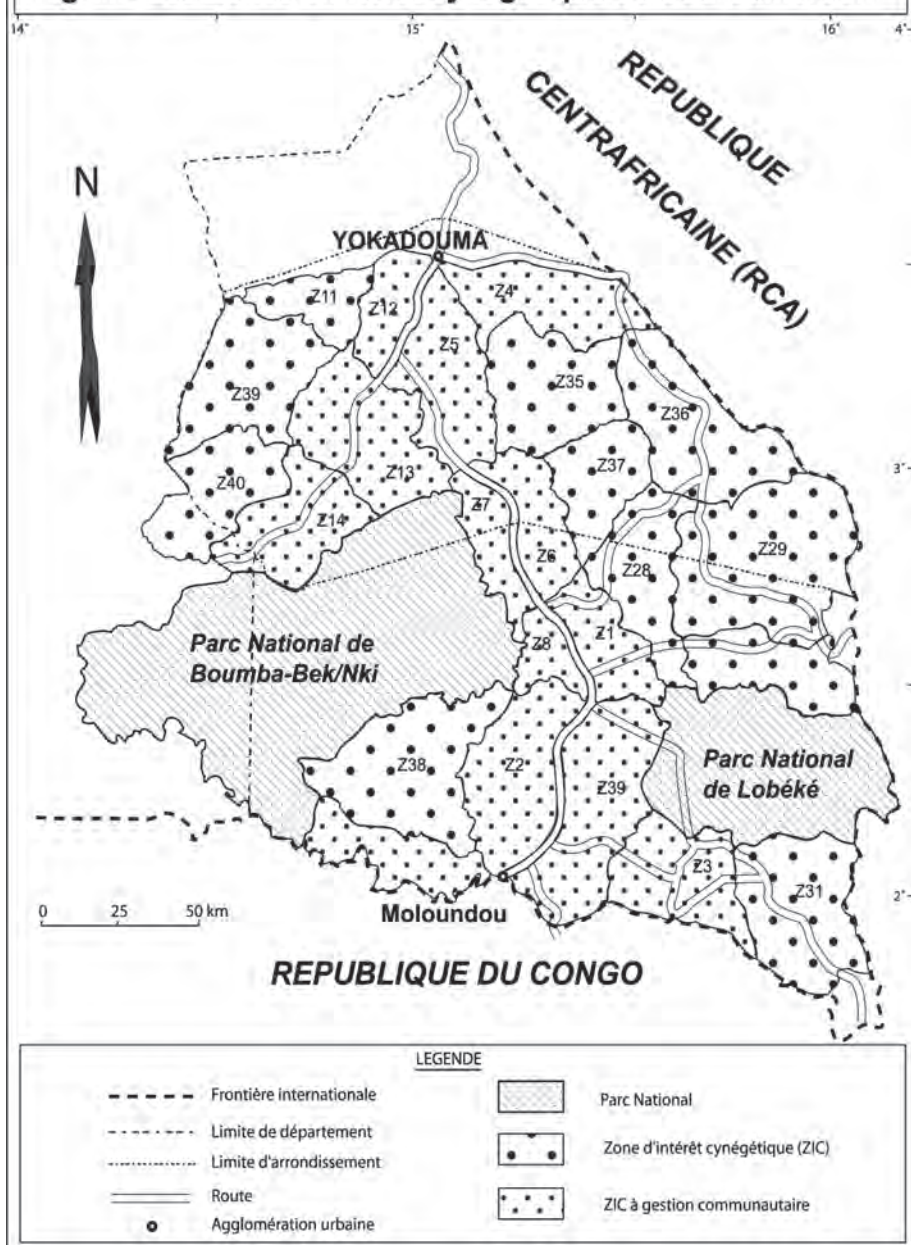 14°
15°
16°
4°
REPUBLIQUE
CENTRAFRICAINE (RCA)
N
YOKADOUMA
Z11
Z12
Z4
Z5
Z39
Z35
Z36
Z40
Z13
Z37
3°
Z14
Z7
Z6
Z28
Z29
Parc National de
Boumba-Bek/Nki
Z8
Z1
Z38
Z2
Z39
Parc National
de Lobéké
Z3
Z31
2°
0 25 50 km
Moloundou
REPUBLIQUE DU CONGO
LEGENDE
Frontière internationale
Limite de département
Limite d'arrondissement
Route
Agglomération urbaine
Parc National
Zone d'intérêt cynégétique (ZIC)
ZIC à gestion communautaire